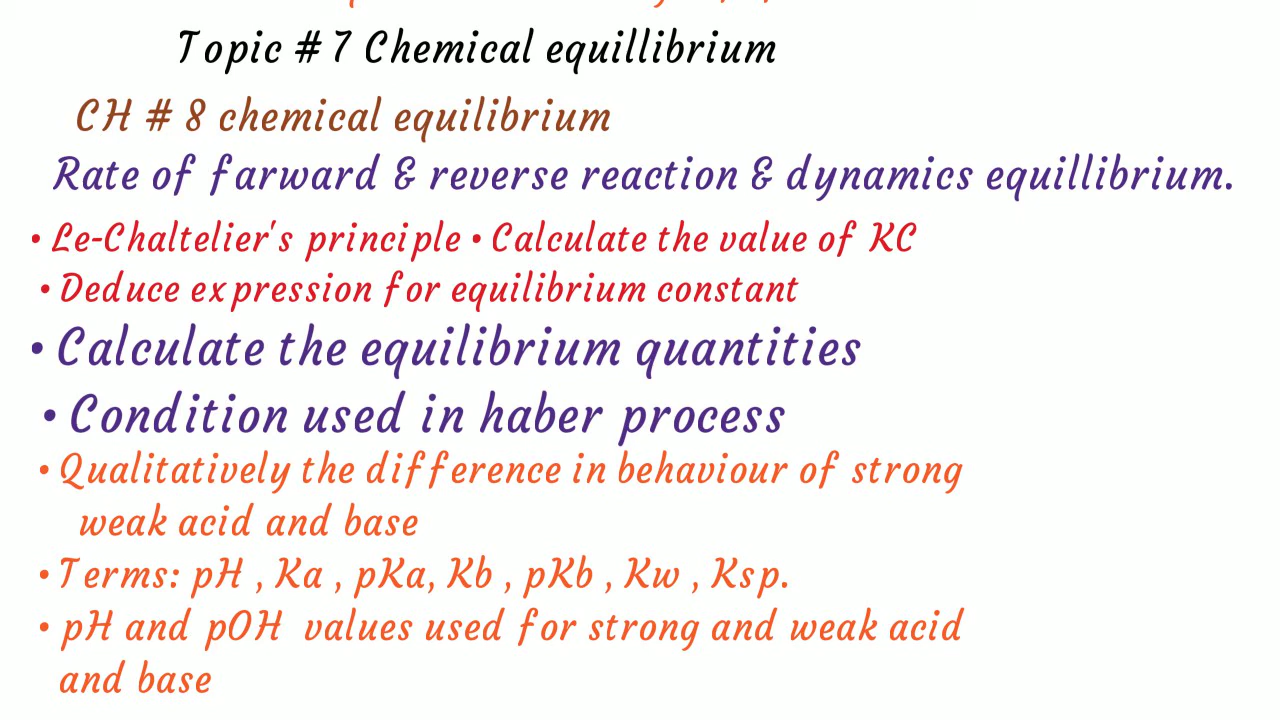 Topic # 7 Chemical equillibrium
CH # 8 chemical equilibrium
Rate of farward & reverse reaction & dynamics equillibrium.
• Le-Chaltelier's principle • Calculate the value of KC
• Deduce expression for equilibrium constant
• Calculate the equilibrium quantities
• Condition used in haber process
• Qualitatively the difference in behaviour of strong
weak acid and base
• Terms: pH , Ka , pKa, Kb , pKb , Kw , Ksp.
• pH and pOH values used for strong and weak acid
and base